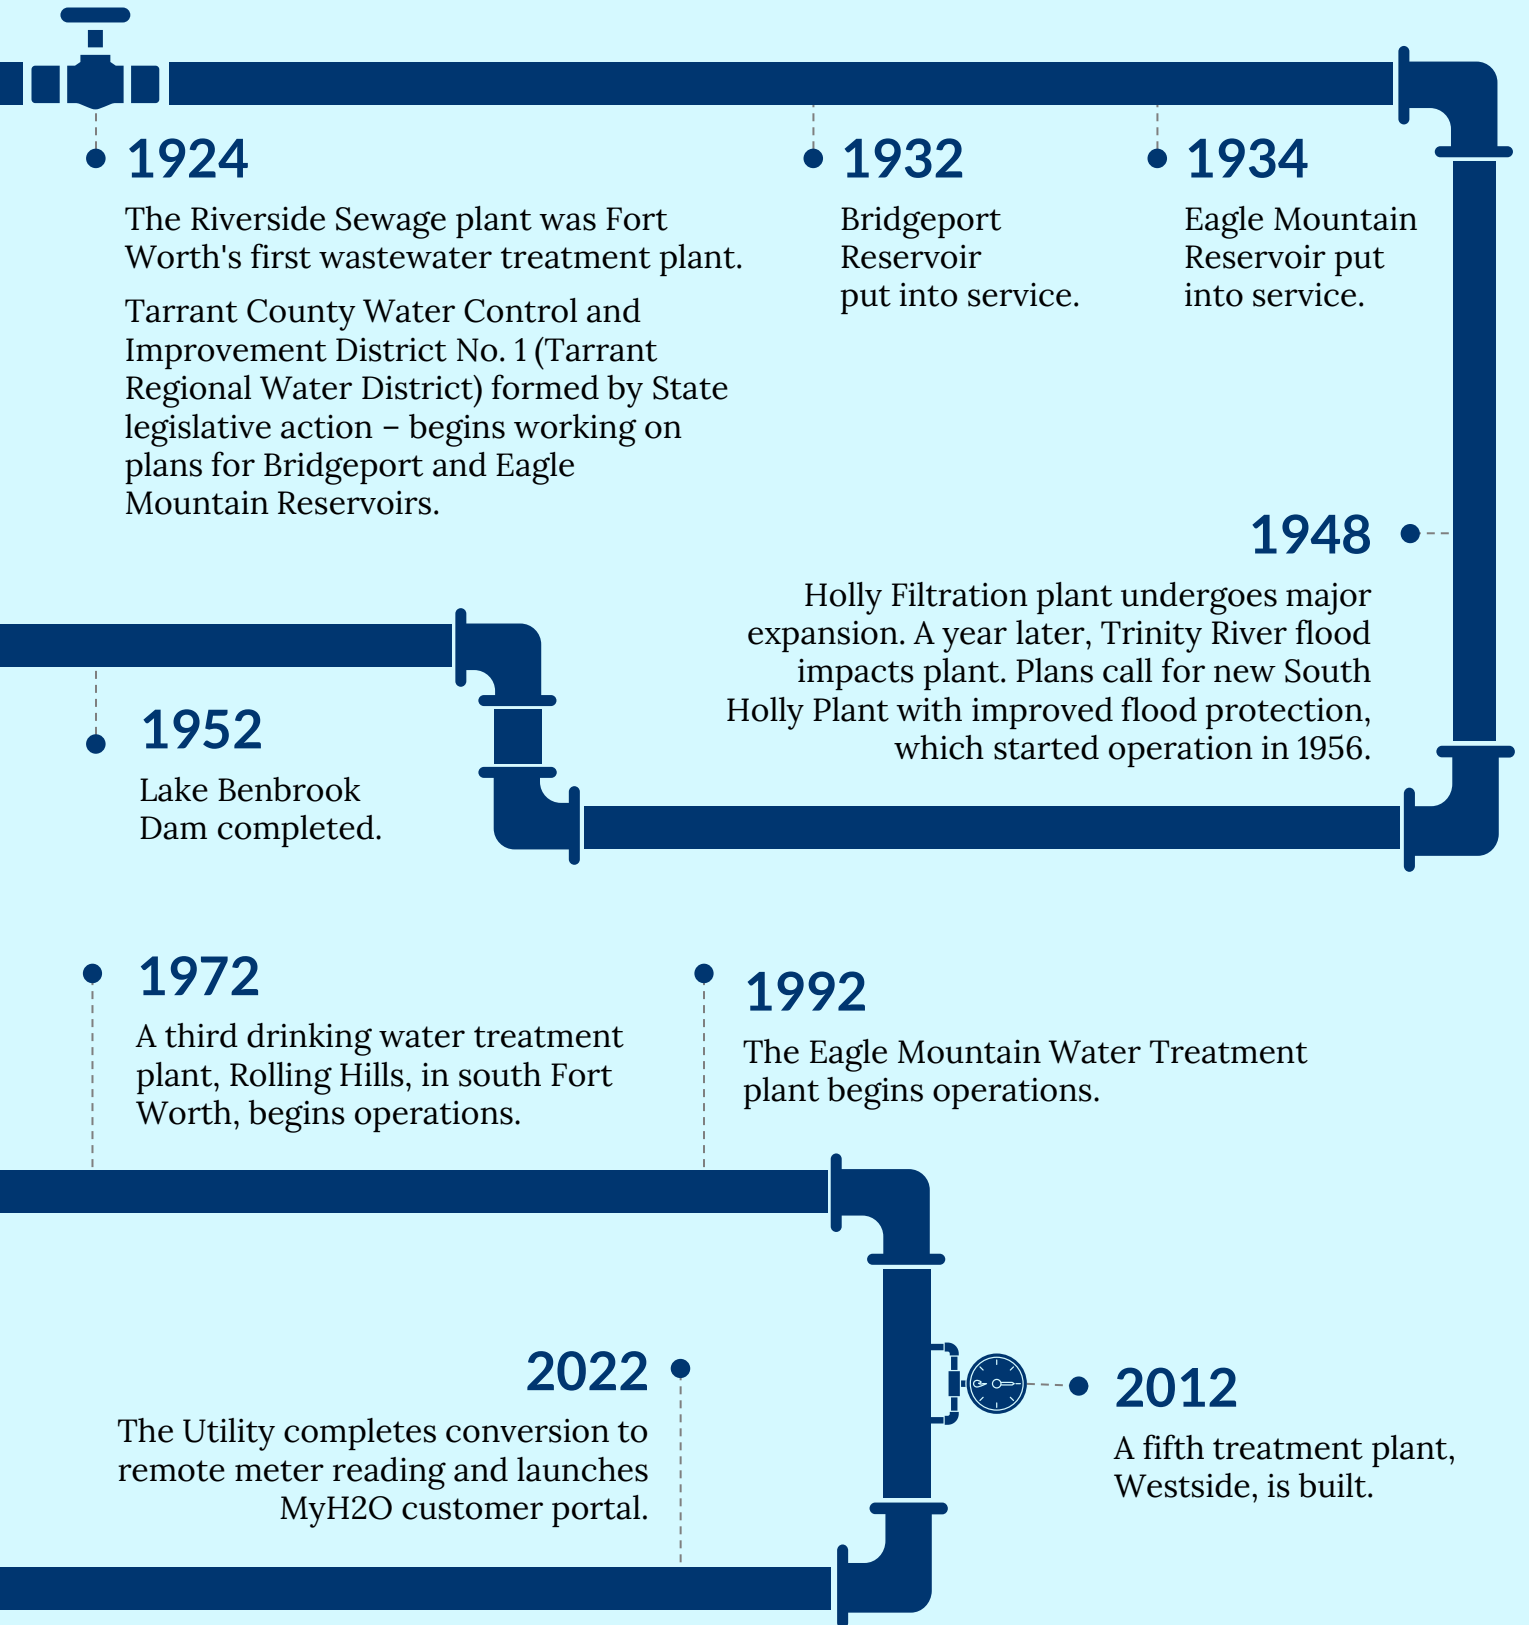 1924
The Riverside Sewage plant was Fort
Worth's first wastewater treatment plant.
Tarrant County Water Control and
Improvement District No. 1 (Tarrant
Regional Water District) formed by State
legislative action – begins working on
plans for Bridgeport and Eagle
Mountain Reservoirs.
1932
Bridgeport
Reservoir
put into service.
1934
Eagle Mountain
Reservoir put
into service.
1948
Holly Filtration plant undergoes major
expansion. A year later, Trinity River flood
impacts plant. Plans call for new South
Holly Plant with improved flood protection,
which started operation in 1956.
1952
Lake Benbrook
Dam completed.
1972
A third drinking water treatment
plant, Rolling Hills, in south Fort
Worth, begins operations.
1992
The Eagle Mountain Water Treatment
plant begins operations.
2012
A fifth treatment plant,
Westside, is built.
2022
The Utility completes conversion to
remote meter reading and launches
MyH2O customer portal.